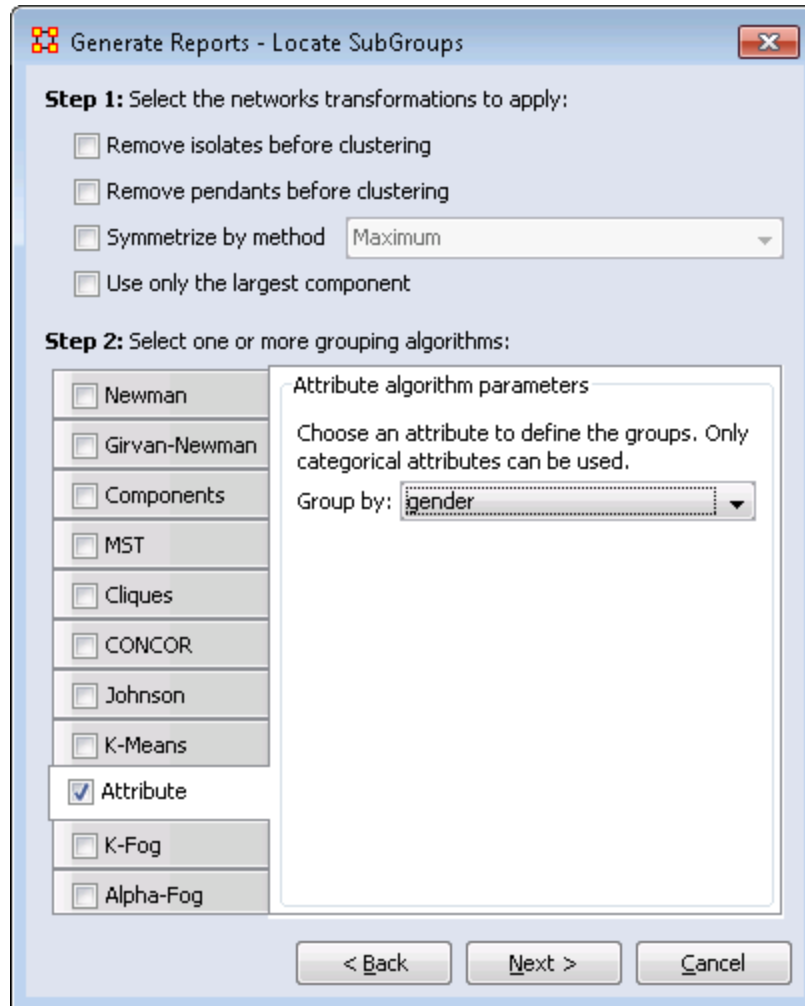 Generate Reports - Locate SubGroups
Step 1: Select the networks transformations to apply:
Remove isolates before clustering
Remove pendants before clustering
Symmetrize by method Maximum
Use only the largest component
Step 2: Select one or more grouping algorithms:
Newman
Girvan-Newman
Components
MST
Cliques
CONCOR
Johnson
K-Means
Attribute
K-Fog
Alpha-Fog
Attribute algorithm parameters
Choose an attribute to define the groups. Only
categorical attributes can be used.
Group by: gender
< Back Next > Cancel